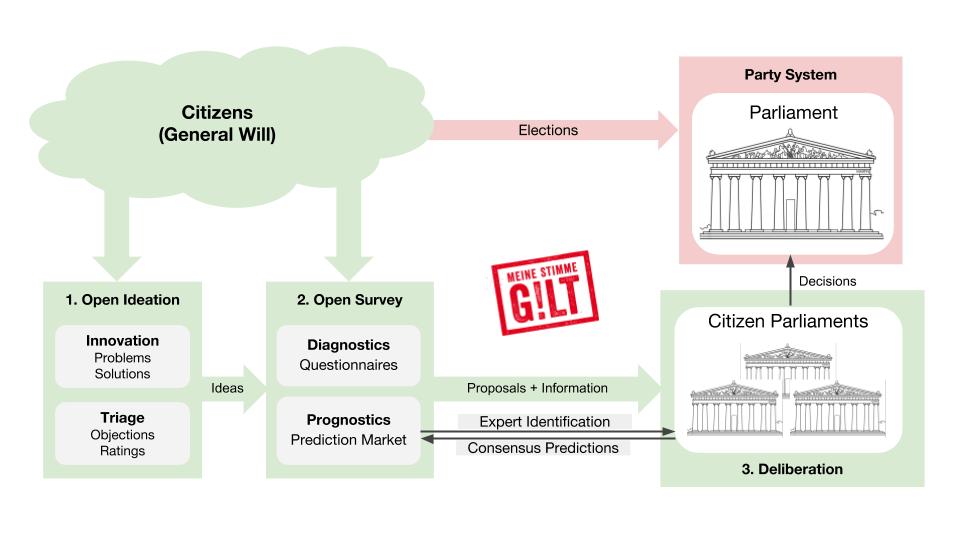 Citizens
(General Will)
Elections
Party System
Parliament
1. Open Ideation
Innovation
Problems
Solutions
Triage
Objections
Ratings
Ideas
2. Open Survey
Diagnostics
Questionnaires
Prognostics
Prediction Market
MEINE STIMME
G!LT
Proposals + Information
Expert Identification
Consensus Predictions
Decisions
Citizen Parliaments
3. Deliberation